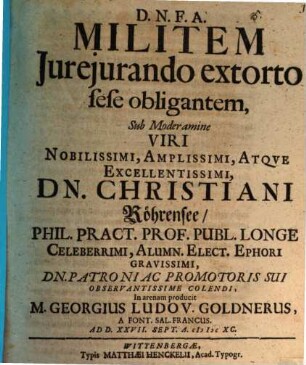 D. N. F. A.
MILITEM
Jurejurando extorto
sese obligantem,
Sub Moderamine
VIRI
NOBILISSIMI, AMPLISSIMI, ATQVE
EXCELLENTISSIMI,
DN. CHRISTIANI
Röhrensee /
PHIL. PRACT. PROF. PUBL. LONGE
CELEBERRIMI, ALUMN. ELECT. EPHORI
GRAVISSIMI,
DN. PATRONI AC PROMOTORIS SUI
OBSERVANTISSIME COLENDI,
In arenam producit
M. GEORGIUS LUDOV. GOLDNERUS,
A FONT. SAL. FRANCUS.
AD D. XXVII. SEPT. A. cIɔ Iɔc XC.
WITTENBERGÆ,
Typis MATTHÆI HENCKELII, Acad. Typogr.